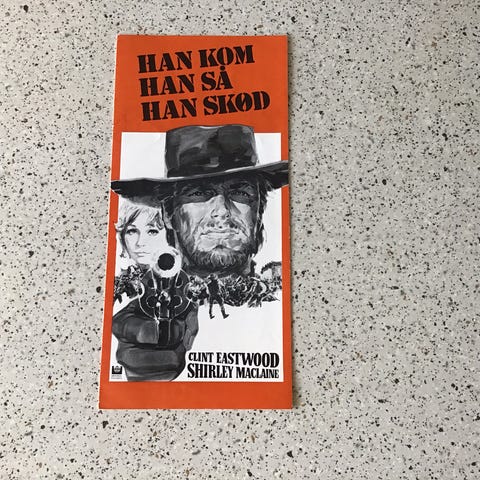 HAN KOM
HAN SÅ
HAN SKØD
CLINT EASTWOOD
SHIRLEY MACLAINE